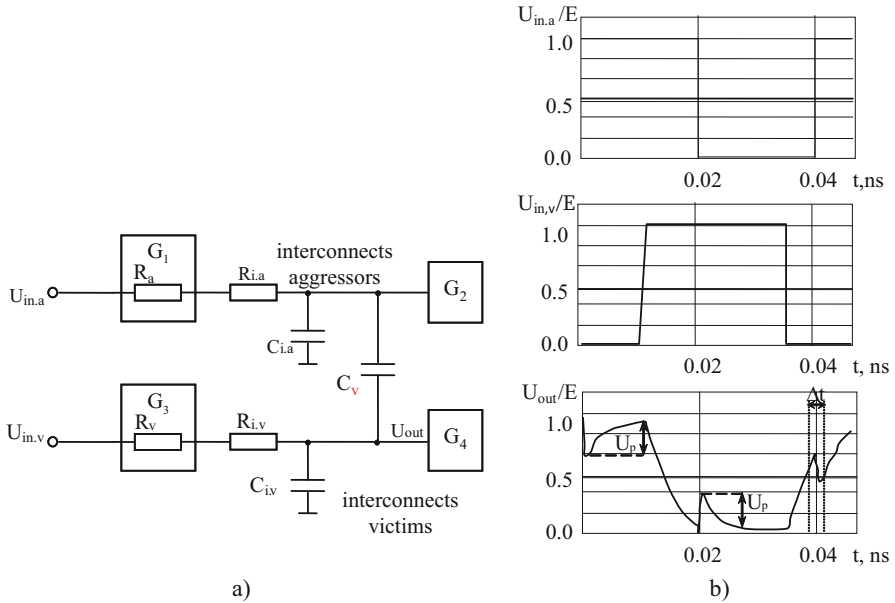 U_in.a /E
1.0
0.5
0.0
0.02
0.04
t,ns
U_in,v/E
1.0
0.5
0.0
0.02
0.04
t, ns
U_out/E
Δt
1.0
U_p
0.5
U_p
0.0
0.02
0.04
t, ns
G_1
R_a
R_i.a
interconnects
aggressors
U_in.a
G_2
C_i.a
C_v
G_3
R_v
R_i.v
U_in.v
U_out
G_4
C_i.v
interconnects
victims
a)
b)